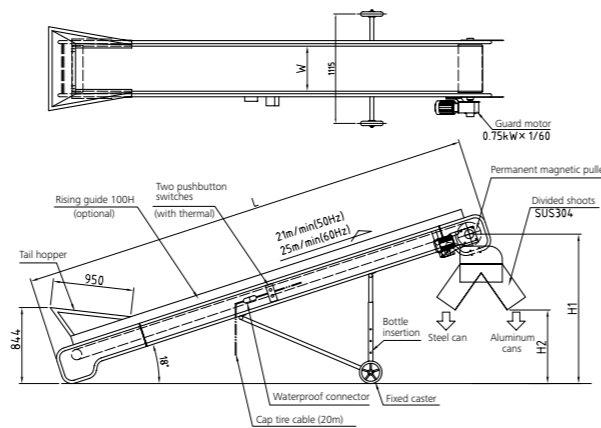 W
1115
Guard motor
0.75kW×1/60
Permanent magnetic pulle
Two pushbutton
switches
(with thermal)
Rising guide 100H
(optional)
L
21m/min(50Hz)
25m/min(60Hz)
Divided shoots
SUS304
Tail hopper
950
844
18°
H1
H2
Bottle
insertion
Steel can
Aluminum
cans
Waterproof connector
Fixed caster
Cap tire cable (20m)